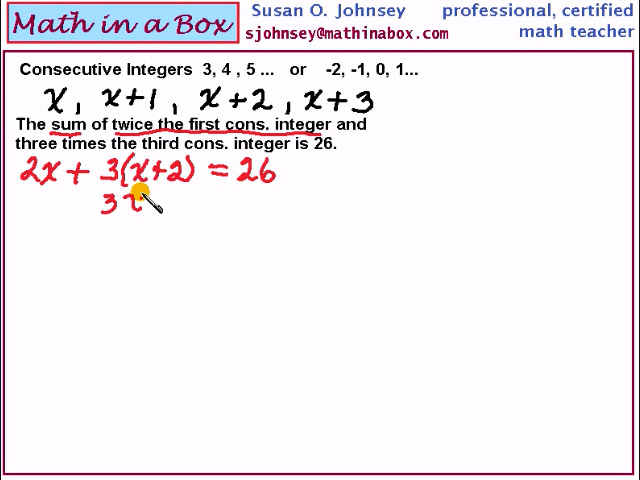 Math in a Box
Susan O. Johnsey professional, certified
sjohnsey@mathinabox.com math teacher
Consecutive Integers 3, 4 , 5 ... or -2, -1, 0, 1...
x, x+1, x+2, x+3
The sum of twice the first cons. integer and
three times the third cons. integer is 26.
2x + 3(x+2) = 26
3